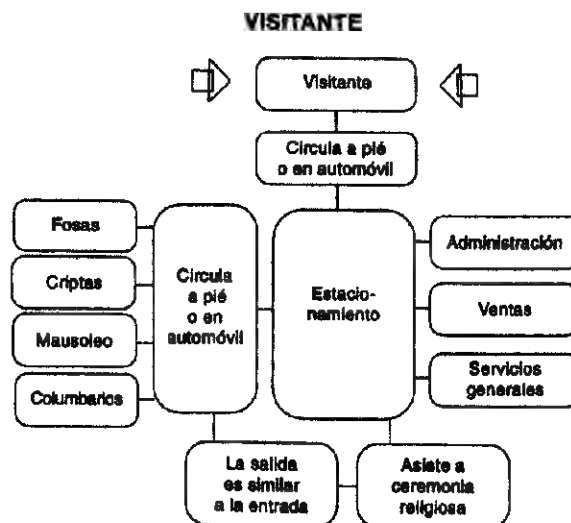 VISITANTE
Visitante
Circula a pié
o en automóvil
Fosas
Criptas
Mausoleo
Columbarios
Circula
a pié
o en
automóvil
Estacio-
namiento
Administración
Ventas
Servicios
generales
La salida
es similar
a la entrada
Asiste a
ceremonia
religiosa